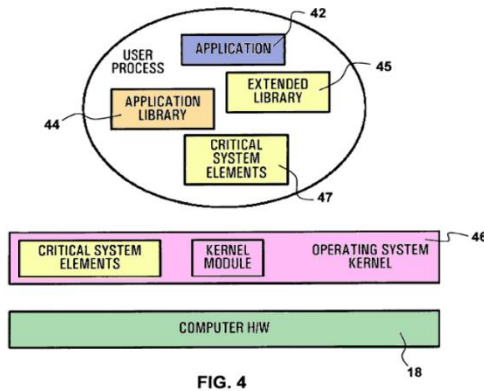 42
APPLICATION
USER
PROCESS
45
EXTENDED
LIBRARY
APPLICATION
LIBRARY
44
CRITICAL
SYSTEM
ELEMENTS
47
46
CRITICAL SYSTEM
ELEMENTS
KERNEL
MODULE
OPERATING SYSTEM
KERNEL
COMPUTER H/W
18
FIG. 4